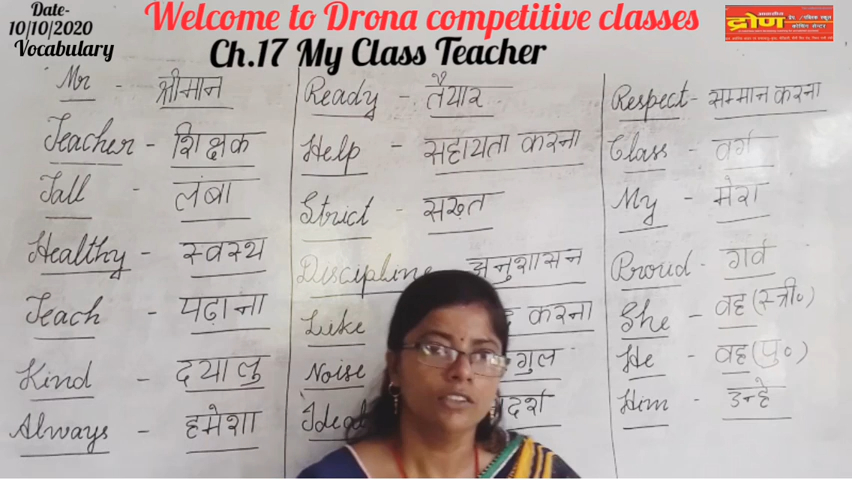 Date-
10/10/2020
Vocabulary
Welcome to Drona competitive classes
Ch.17 My Class Teacher
द्रोण
Mr - श्रीमान
Teacher - शिक्षक
Tall - लंबा
Healthy - स्वस्थ
Teach - पढ़ाना
Kind - दयालु
Always - हमेशा
Ready - तैयार
Help - सहायता करना
Strict - सख्त
Discipline अनुशासन
Like करना
Noise गुल
Ideal
Respect - सम्मान करना
Class - वर्ग
My - मेरा
Proud - गर्व
She - वह (स्त्री०)
He - वह (पु०)
Him - उन्हे